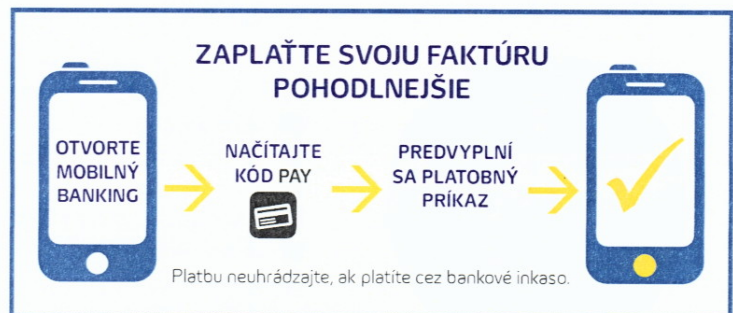 ZAPLAŤTE SVOJU FAKTÚRU
POHODLNEJŠIE
OTVORTE
MOBILNÝ
BANKING
NAČÍTAJTE
KÓD PAY
PREDVYPLNÍ
SA PLATOBNÝ
PRÍKAZ
Platbu neuhrádzajte, ak platíte cez bankové inkaso.